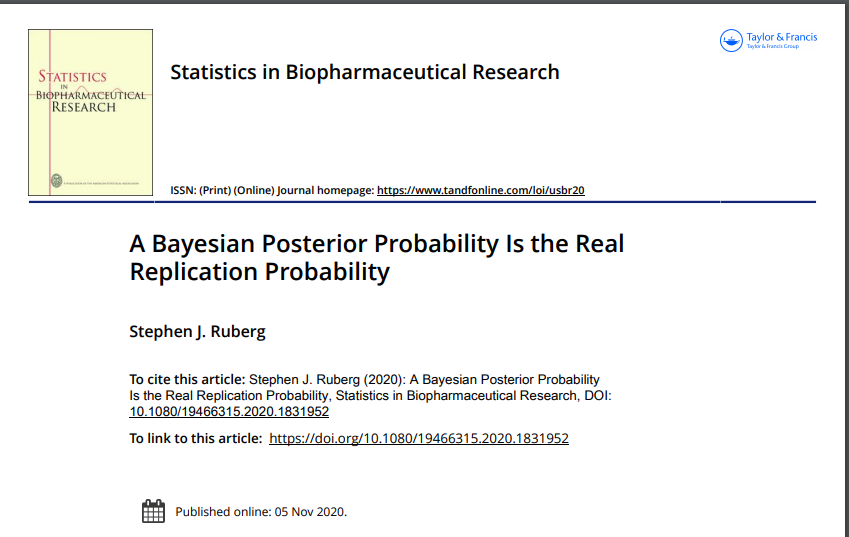 Taylor & Francis
Taylor & Francis Group
STATISTICS
IN
BIOPHARMACEUTICAL
RESEARCH
Statistics in Biopharmaceutical Research
ISSN: (Print) (Online) Journal homepage: https://www.tandfonline.com/loi/usbr20
A Bayesian Posterior Probability Is the Real
Replication Probability
Stephen J. Ruberg
To cite this article: Stephen J. Ruberg (2020): A Bayesian Posterior Probability
Is the Real Replication Probability, Statistics in Biopharmaceutical Research, DOI:
10.1080/19466315.2020.1831952
To link to this article: https://doi.org/10.1080/19466315.2020.1831952
Published online: 05 Nov 2020.